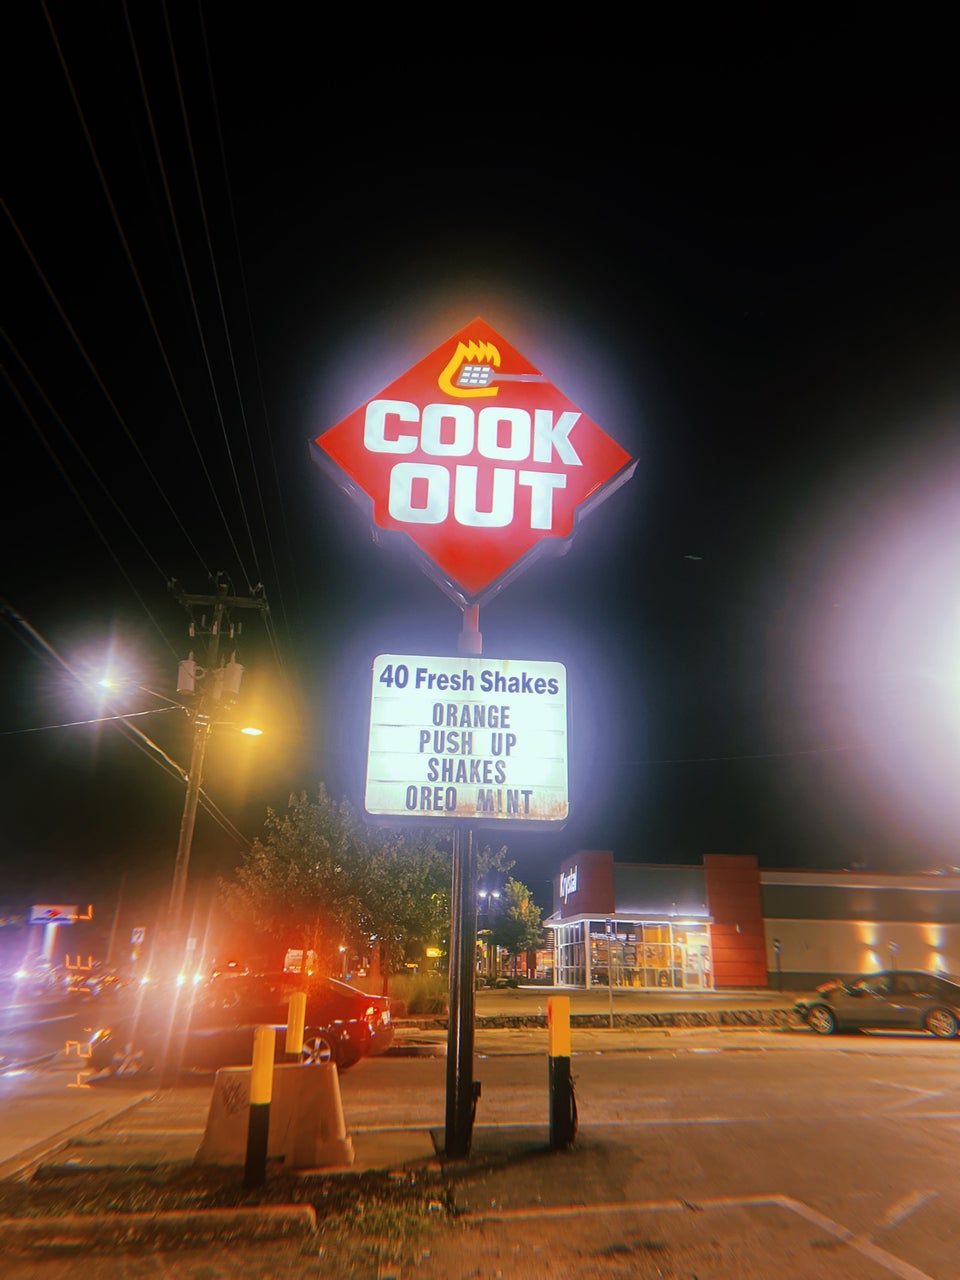 COOK
OUT
40 Fresh Shakes
ORANGE
PUSH UP
SHAKES
OREO MINT
Krystal